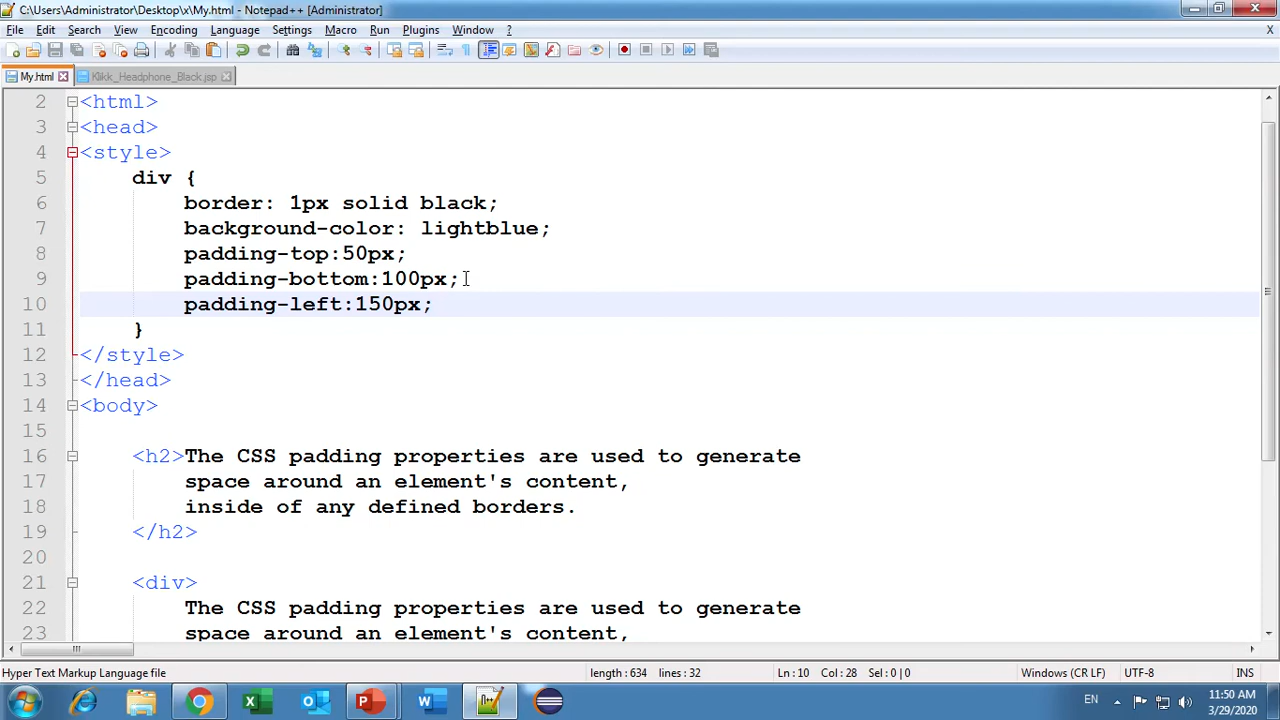 C:\Users\Administrator\Desktop\x\My.html - Notepad++ [Administrator]
File Edit Search View Encoding Language Settings Macro Run Plugins Window ? X
My.html Klikk_Headphone_Black.jsp
2 <html>
3 <head>
4 <style>
5 div {
6 border: 1px solid black;
7 background-color: lightblue;
8 padding-top:50px;
9 padding-bottom:100px;
10 padding-left:150px;
11 }
12 </style>
13 </head>
14 <body>
15
16 <h2>The CSS padding properties are used to generate
17 space around an element's content,
18 inside of any defined borders.
19 </h2>
20
21 <div>
22 The CSS padding properties are used to generate
23 space around an element's content,
Hyper Text Markup Language file length : 634 lines : 32 Ln : 10 Col : 28 Sel : 0 | 0 Windows (CR LF) UTF-8 INS
EN 11:50 AM
3/29/2020